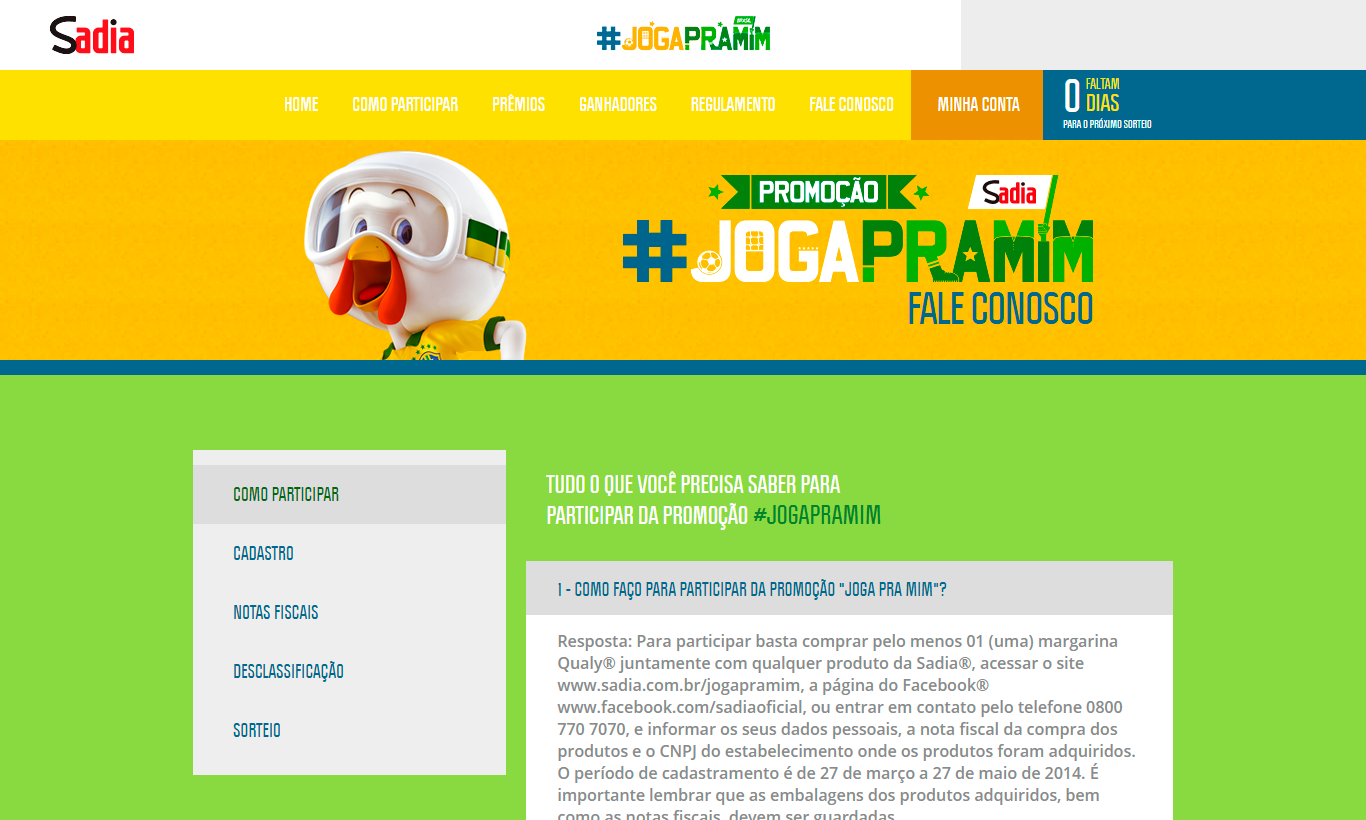 Sadia
#JOGAPRAMIM
BRASIL
HOME COMO PARTICIPAR PRÊMIOS GANHADORES REGULAMENTO FALE CONOSCO MINHA CONTA
0 FALTAM
DIAS
PARA O PRÓXIMO SORTEIO
PROMOÇÃO
Sadia
#JOGAPRAMIM
FALE CONOSCO
COMO PARTICIPAR
CADASTRO
NOTAS FISCAIS
DESCLASSIFICAÇÃO
SORTEIO
TUDO O QUE VOCÊ PRECISA SABER PARA
PARTICIPAR DA PROMOÇÃO #JOGAPRAMIM
1 - COMO FAÇO PARA PARTICIPAR DA PROMOÇÃO "JOGA PRA MIM"?
Resposta: Para participar basta comprar pelo menos 01 (uma) margarina
Qualy® juntamente com qualquer produto da Sadia®, acessar o site
www.sadia.com.br/jogapramim, a página do Facebook®
www.facebook.com/sadiaoficial, ou entrar em contato pelo telefone 0800
770 7070, e informar os seus dados pessoais, a nota fiscal da compra dos
produtos e o CNPJ do estabelecimento onde os produtos foram adquiridos.
O período de cadastramento é de 27 de março a 27 de maio de 2014. É
importante lembrar que as embalagens dos produtos adquiridos, bem
como as notas fiscais, devem ser guardadas.